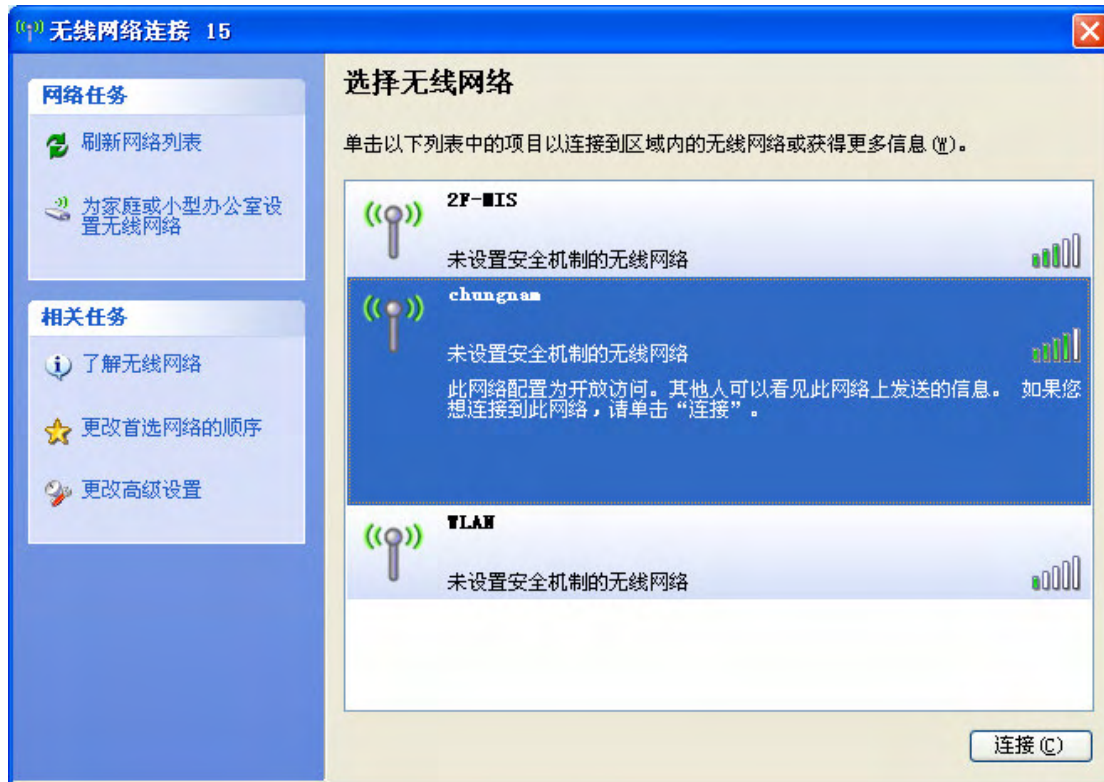 无线网络连接 15
网络任务
刷新网络列表
为家庭或小型办公室设
置无线网络
相关任务
了解无线网络
更改首选网络的顺序
更改高级设置
选择无线网络
单击以下列表中的项目以连接到区域内的无线网络或获得更多信息(W)。
2F-MIS
未设置安全机制的无线网络
chungnam
未设置安全机制的无线网络
此网络配置为开放访问。其他人可以看见此网络上发送的信息。 如果您
想连接到此网络，请单击“连接”。
WLAN
未设置安全机制的无线网络
连接(C)